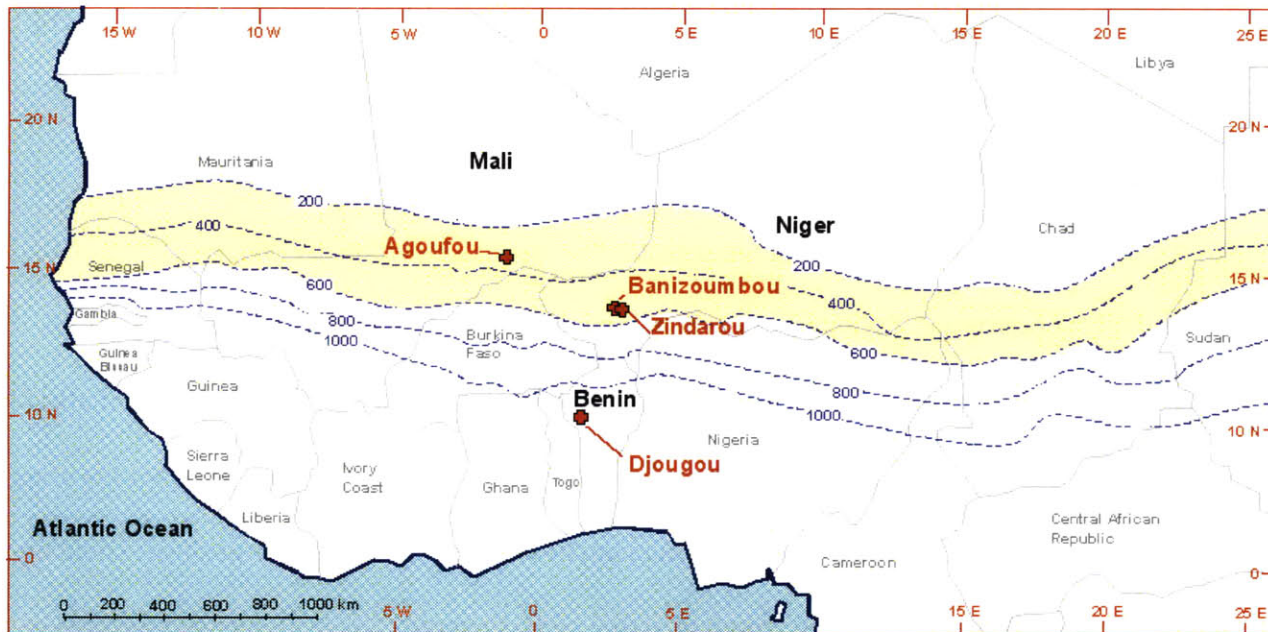 15 W 10 W 5 W 0 5 E 10 E 15 E 20 E 25 E
Libya
Algeria
20 N 20 N
Mauritania
Mali
200
400
Agoufou
Niger
Chad
200
15 N
Senegal
600
Banizoumbou
400
15 N
Gambia
800
1000
Burkina
Faso
Zindarou
600
Sudan
Guinea
Bissau
Guinea
800
1000
10 N
Benin
10 N
Nigeria
Sierra
Leone
Ivory
Coast
Ghana
Togo
Djougou
Liberia
Atlantic Ocean
Central African
Republic
0
Cameroon
0
0 200 400 600 800 1000 km
5 W 0 5 E 15 E 20 E 25 E